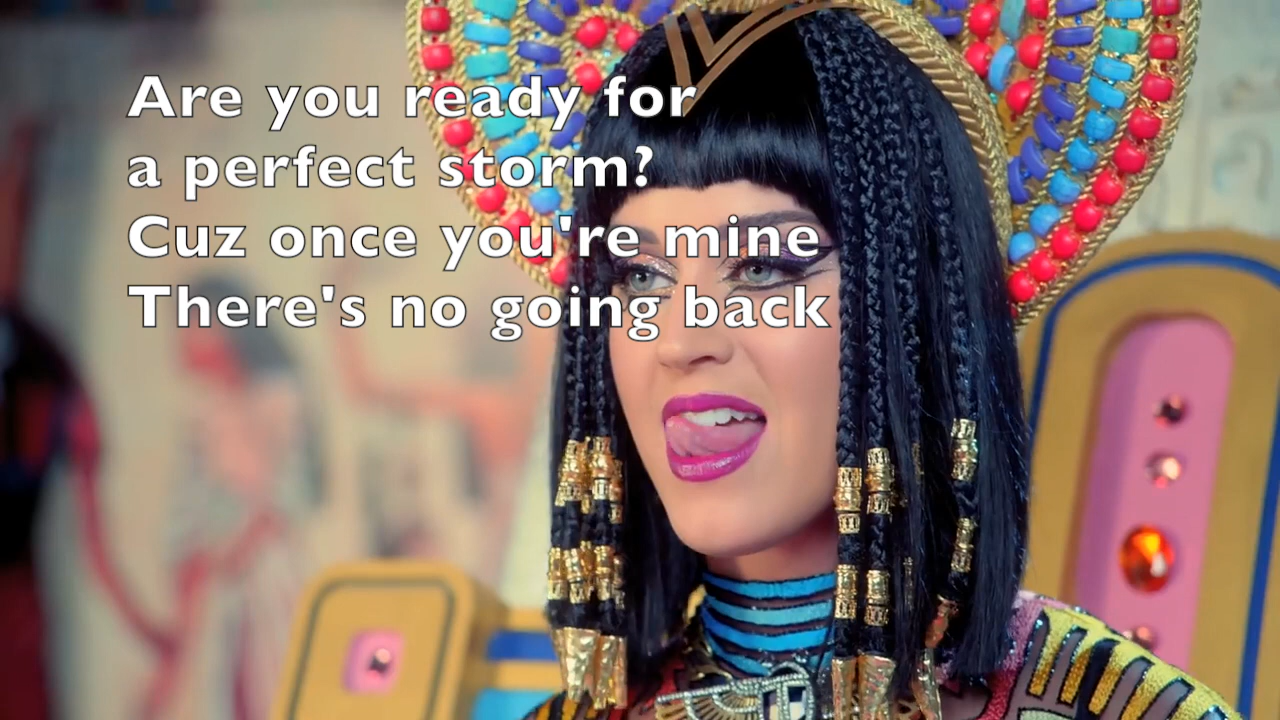 Are you ready for
a perfect storm?
Cuz once you're mine
There's no going back